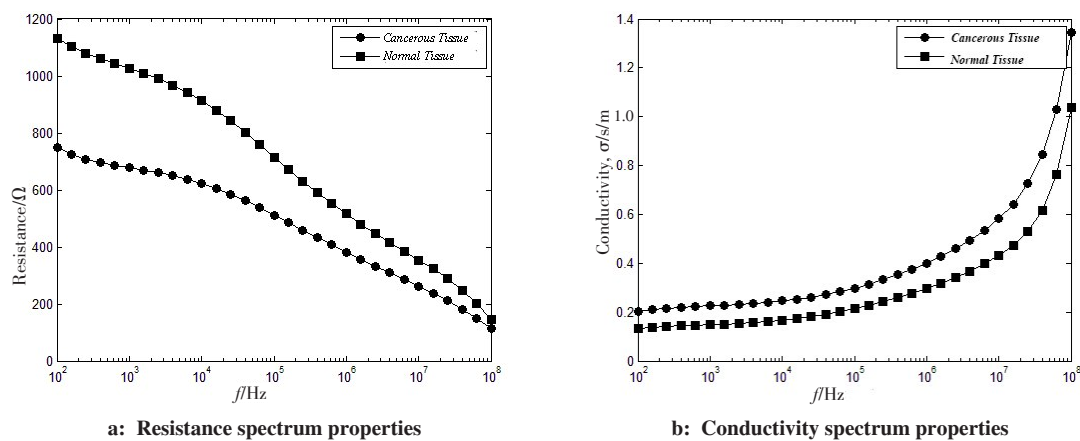 1200
1000
800
600
400
200
0
Resistance/Ω
Cancerous Tissue
Normal Tissue
10² 10³ 10⁴ 10⁵ 10⁶ 10⁷ 10⁸
f/Hz
a: Resistance spectrum properties
1.4
1.2
1.0
0.8
0.6
0.4
0.2
0
Conductivity, σ/s/m
Cancerous Tissue
Normal Tissue
10² 10³ 10⁴ 10⁵ 10⁶ 10⁷ 10⁸
f/Hz
b: Conductivity spectrum properties